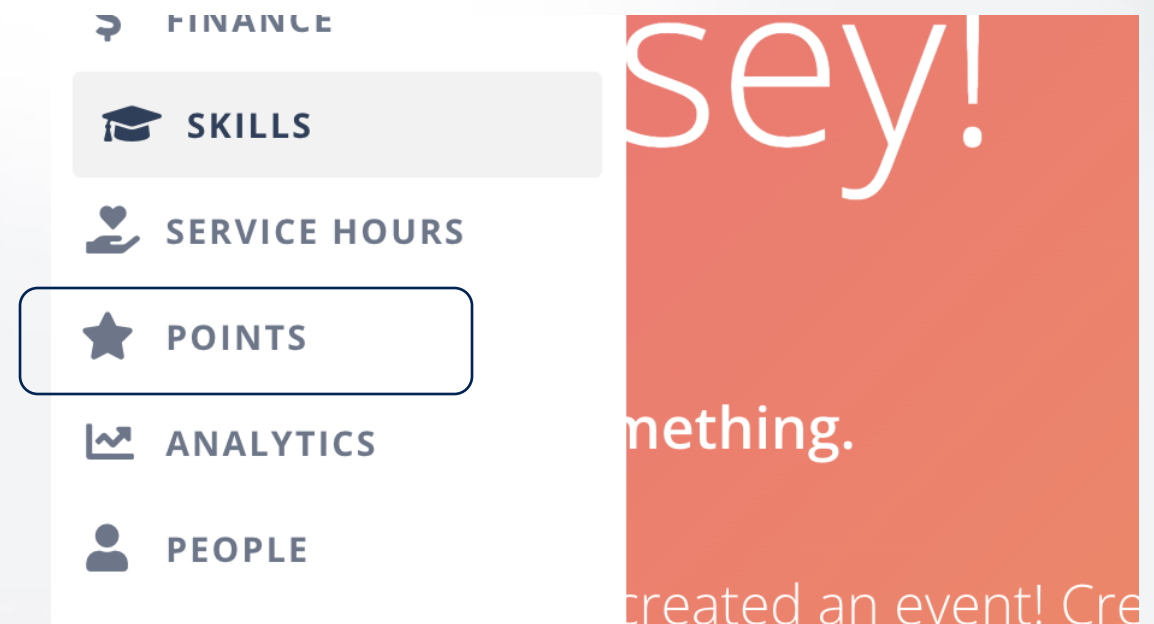 FINANCE
SKILLS
SERVICE HOURS
POINTS
ANALYTICS
PEOPLE
sey!
mething.
created an event! Cre